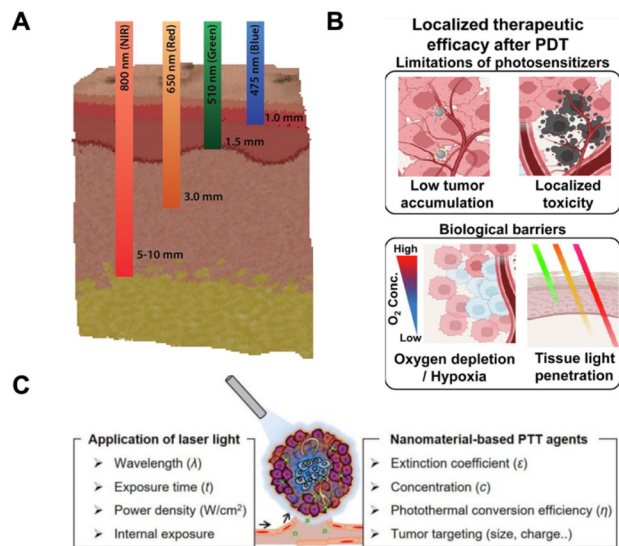 A
800 nm (NIR)
650 nm (Red)
510 nm (Green)
475 nm (Blue)
1.0 mm
1.5 mm
3.0 mm
5-10 mm
B
Localized therapeutic
efficacy after PDT
Limitations of photosensitizers
Low tumor
accumulation
Localized
toxicity
Biological barriers
High
O₂ Conc.
Low
Oxygen depletion
/ Hypoxia
Tissue light
penetration
C
Application of laser light
➢ Wavelength (λ)
➢ Exposure time (t)
➢ Power density (W/cm²)
➢ Internal exposure
Nanomaterial-based PTT agents
➢ Extinction coefficient (ε)
➢ Concentration (c)
➢ Photothermal conversion efficiency (η)
➢ Tumor targeting (size, charge..)